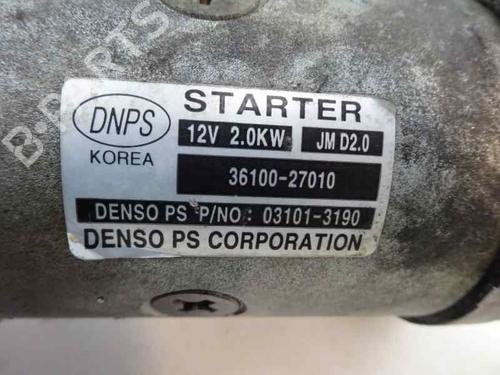 B-PARTS
DNPS
KOREA
STARTER
12V 2.0KW JM D2.0
36100-27010
DENSO PS P/NO : 03101-3190
DENSO PS CORPORATION